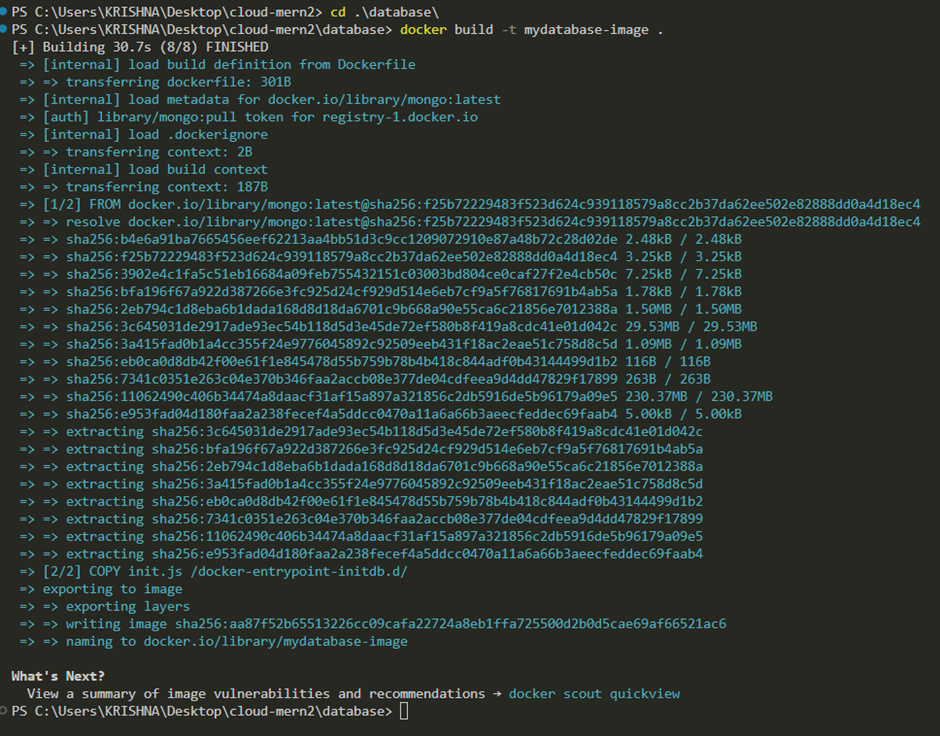 PS C:\Users\KRISHNA\Desktop\cloud-mern2> cd .\database\
PS C:\Users\KRISHNA\Desktop\cloud-mern2\database> docker build -t mydatabase-image .
[+] Building 30.7s (8/8) FINISHED
=> [internal] load build definition from Dockerfile
=> => transferring dockerfile: 301B
=> [internal] load metadata for docker.io/library/mongo:latest
=> [auth] library/mongo:pull token for registry-1.docker.io
=> [internal] load .dockerignore
=> => transferring context: 2B
=> [internal] load build context
=> => transferring context: 187B
=> [1/2] FROM docker.io/library/mongo:latest@sha256:f25b72229483f523d624c939118579a8cc2b37da62ee502e82888dd0a4d18ec4
=> => resolve docker.io/library/mongo:latest@sha256:f25b72229483f523d624c939118579a8cc2b37da62ee502e82888dd0a4d18ec4
=> => sha256:b4e6a91ba7665456eef62213aa4bb51d3c9cc1209072910e87a48b72c28d02de 2.48kB / 2.48kB
=> => sha256:f25b72229483f523d624c939118579a8cc2b37da62ee502e82888dd0a4d18ec4 3.25kB / 3.25kB
=> => sha256:3902e4c1fa5c51eb16684a09feb755432151c03003bd804ce0caf27f2e4cb50c 7.25kB / 7.25kB
=> => sha256:bfa196f67a922d387266e3fc925d24cf929d514e6eb7cf9a5f76817691b4ab5a 1.78kB / 1.78kB
=> => sha256:2eb794c1d8eba6b1dada168d8d18da6701c9b668a90e55ca6c21856e7012388a 1.50MB / 1.50MB
=> => sha256:3c645031de2917ade93ec54b118d5d3e45de72ef580b8f419a8cdc41e01d042c 29.53MB / 29.53MB
=> => sha256:3a415fad0b1a4cc355f24e9776045892c92509eeb431f18ac2eae51c758d8c5d 1.09MB / 1.09MB
=> => sha256:eb0ca0d8db42f00e61f1e845478d55b759b78b4b418c844adf0b43144499d1b2 116B / 116B
=> => sha256:7341c0351e263c04e370b346faa2accb08e377de04cdfeea9d4dd47829f17899 263B / 263B
=> => sha256:11062490c406b34474a8daacf31af15a897a321856c2db5916de5b96179a09e5 230.37MB / 230.37MB
=> => sha256:e953fad04d180faa2a238fecef4a5ddcc0470a11a6a66b3aeecfeddec69faab4 5.00kB / 5.00kB
=> => extracting sha256:3c645031de2917ade93ec54b118d5d3e45de72ef580b8f419a8cdc41e01d042c
=> => extracting sha256:bfa196f67a922d387266e3fc925d24cf929d514e6eb7cf9a5f76817691b4ab5a
=> => extracting sha256:2eb794c1d8eba6b1dada168d8d18da6701c9b668a90e55ca6c21856e7012388a
=> => extracting sha256:3a415fad0b1a4cc355f24e9776045892c92509eeb431f18ac2eae51c758d8c5d
=> => extracting sha256:eb0ca0d8db42f00e61f1e845478d55b759b78b4b418c844adf0b43144499d1b2
=> => extracting sha256:7341c0351e263c04e370b346faa2accb08e377de04cdfeea9d4dd47829f17899
=> => extracting sha256:11062490c406b34474a8daacf31af15a897a321856c2db5916de5b96179a09e5
=> => extracting sha256:e953fad04d180faa2a238fecef4a5ddcc0470a11a6a66b3aeecfeddec69faab4
=> [2/2] COPY init.js /docker-entrypoint-initdb.d/
=> exporting to image
=> => exporting layers
=> => writing image sha256:aa87f52b65513226cc09cafa22724a8eb1ffa725500d2b0d5cae69af66521ac6
=> => naming to docker.io/library/mydatabase-image
What's Next?
View a summary of image vulnerabilities and recommendations → docker scout quickview
PS C:\Users\KRISHNA\Desktop\cloud-mern2\database>